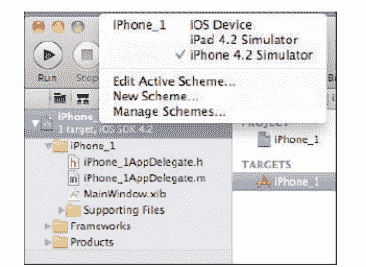 iPhone_1 iOS Device
iPad 4.2 Simulator
✓ iPhone 4.2 Simulator
Edit Active Scheme...
New Scheme...
Manage Schemes...
Run Stop
iPhone_1
1 target, iOS SDK 4.2
iPhone_1
h iPhone_1AppDelegate.h
m iPhone_1AppDelegate.m
MainWindow.xib
Supporting Files
Frameworks
Products
PROJECT
iPhone_1
TARGETS
iPhone_1